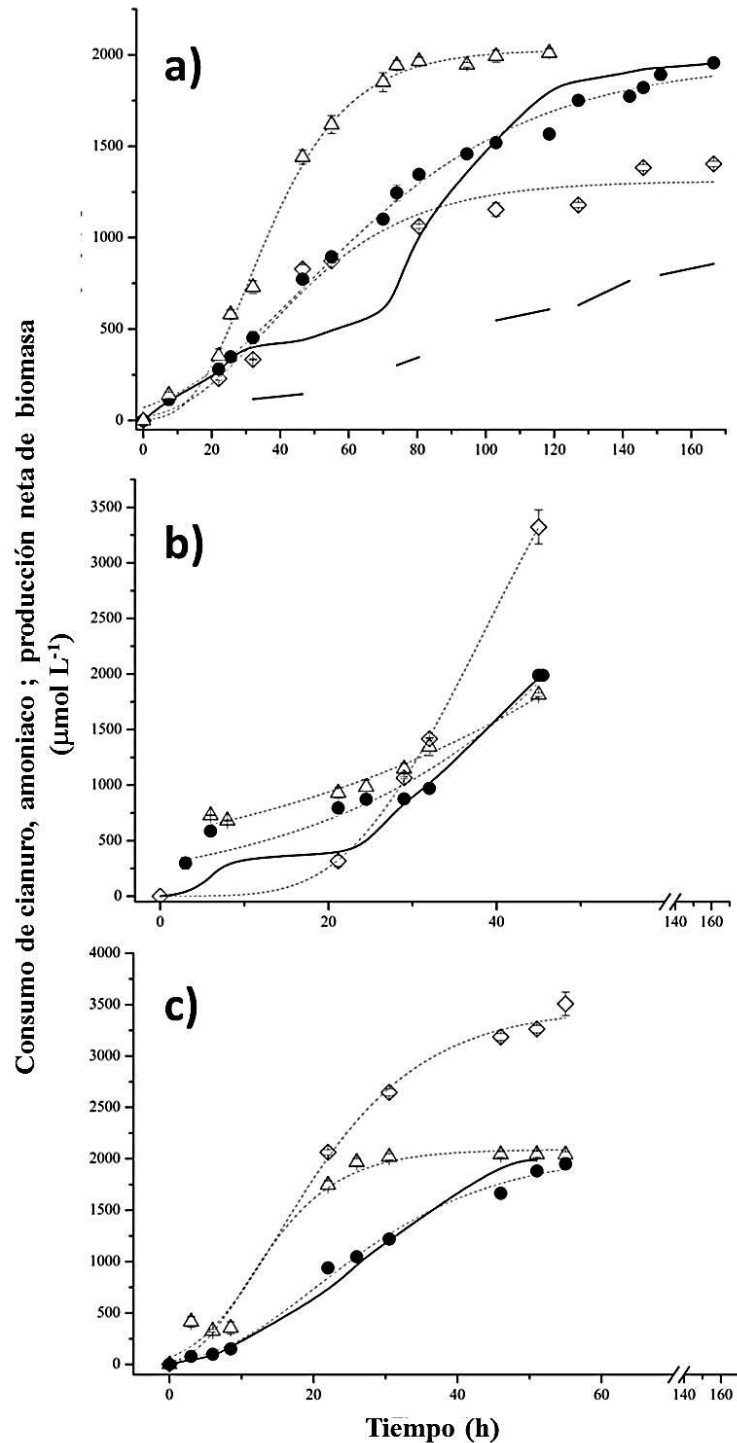 Consumo de cianuro, amoniaco ; producción neta de biomasa
(µmol L-1)
a)
2000
1500
1000
500
0
0 20 40 60 80 100 120 140 160
b)
3500
3000
2500
2000
1500
1000
500
0
0 20 40 140 160
c)
4000
3500
3000
2500
2000
1500
1000
500
0
0 20 40 60 140 160
Tiempo (h)